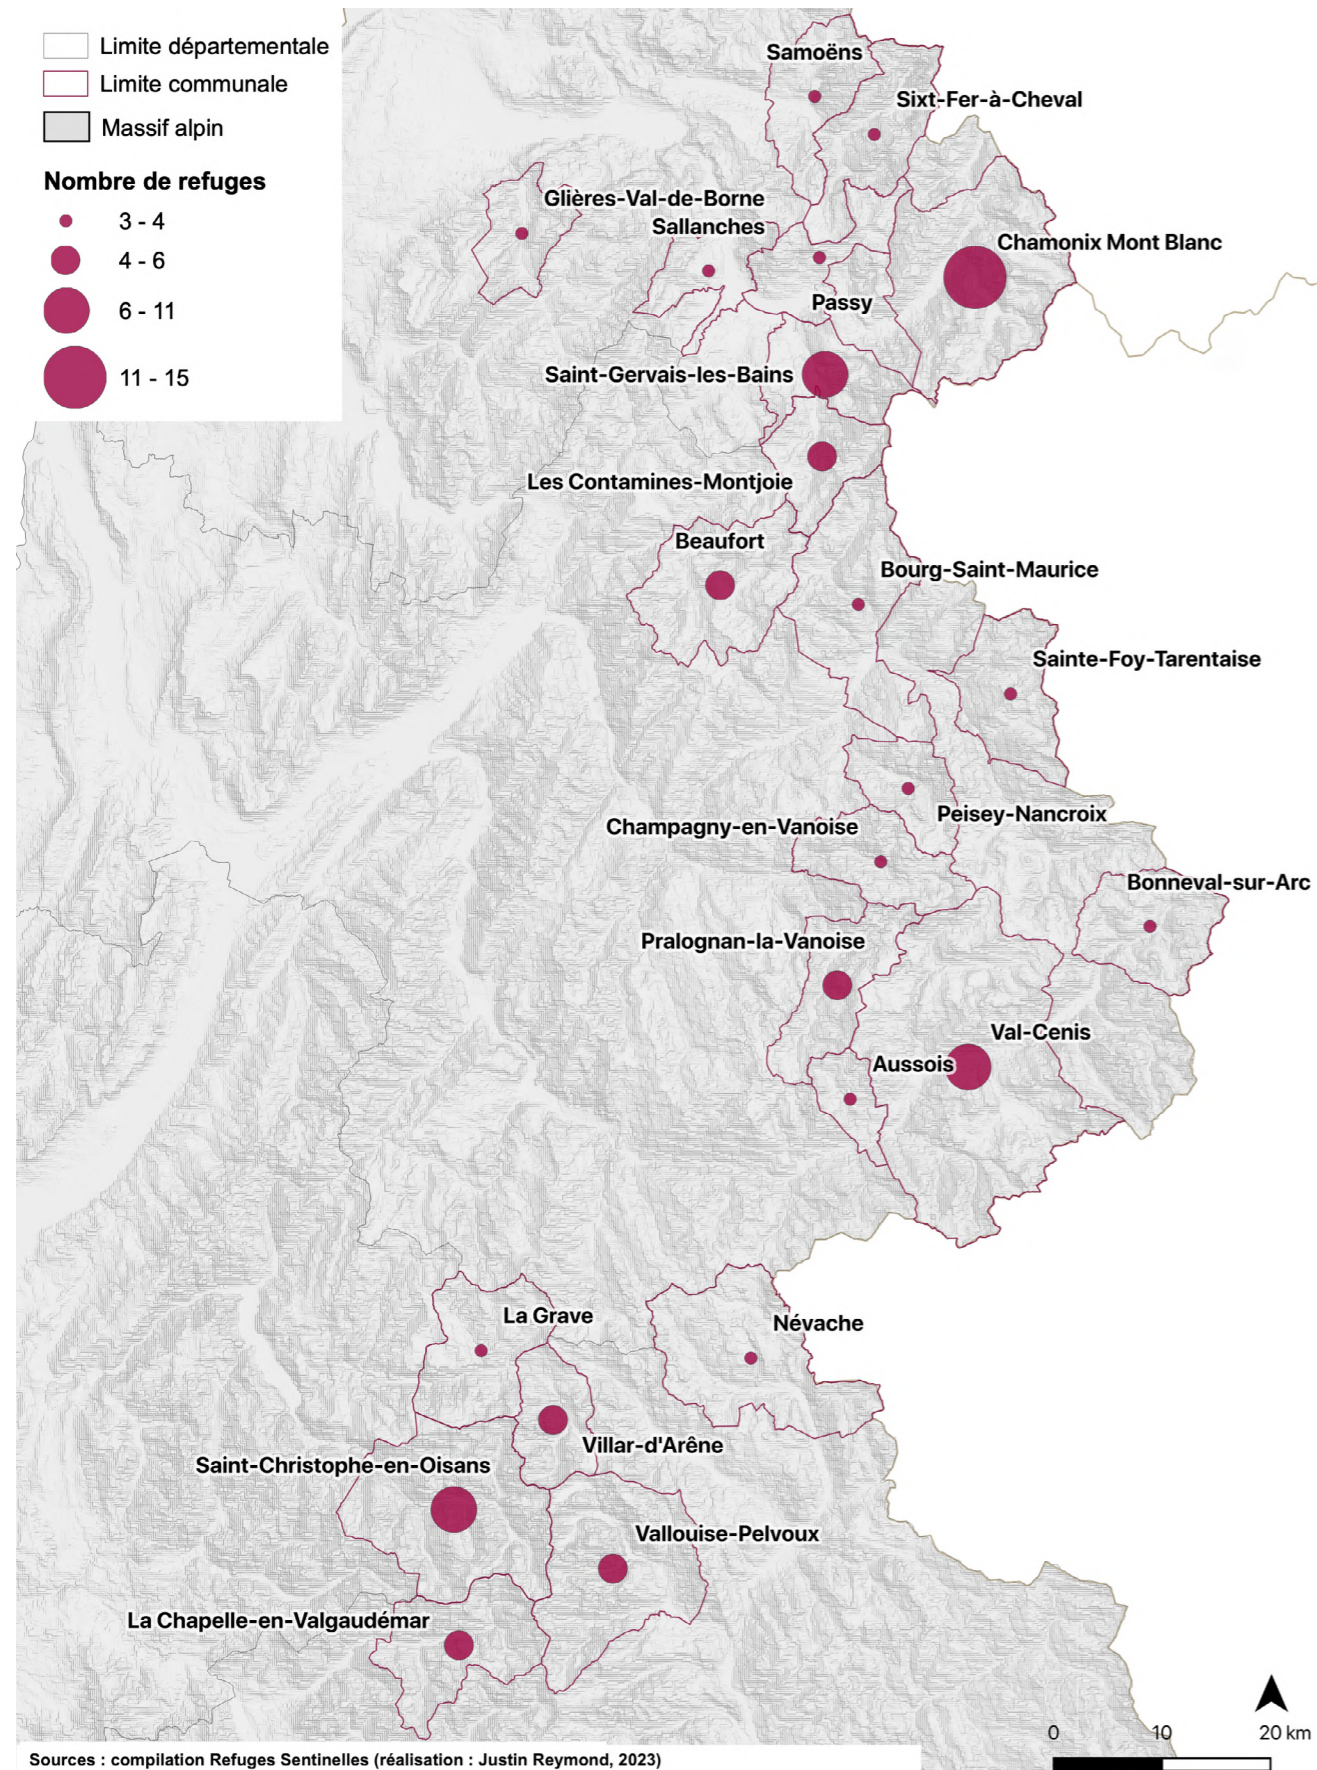 Limite départementale
Limite communale
Massif alpin
Nombre de refuges
3 - 4
4 - 6
6 - 11
11 - 15
Samoëns
Sixt-Fer-à-Cheval
Glières-Val-de-Borne
Sallanches
Chamonix Mont Blanc
Passy
Saint-Gervais-les-Bains
Les Contamines-Montjoie
Beaufort
Bourg-Saint-Maurice
Sainte-Foy-Tarentaise
Peisey-Nancroix
Champagny-en-Vanoise
Bonneval-sur-Arc
Pralognan-la-Vanoise
Val-Cenis
Aussois
La Grave
Névache
Villar-d'Arêne
Saint-Christophe-en-Oisans
Vallouise-Pelvoux
La Chapelle-en-Valgaudémar
0 10 20 km
Sources : compilation Refuges Sentinelles (réalisation : Justin Reymond, 2023)